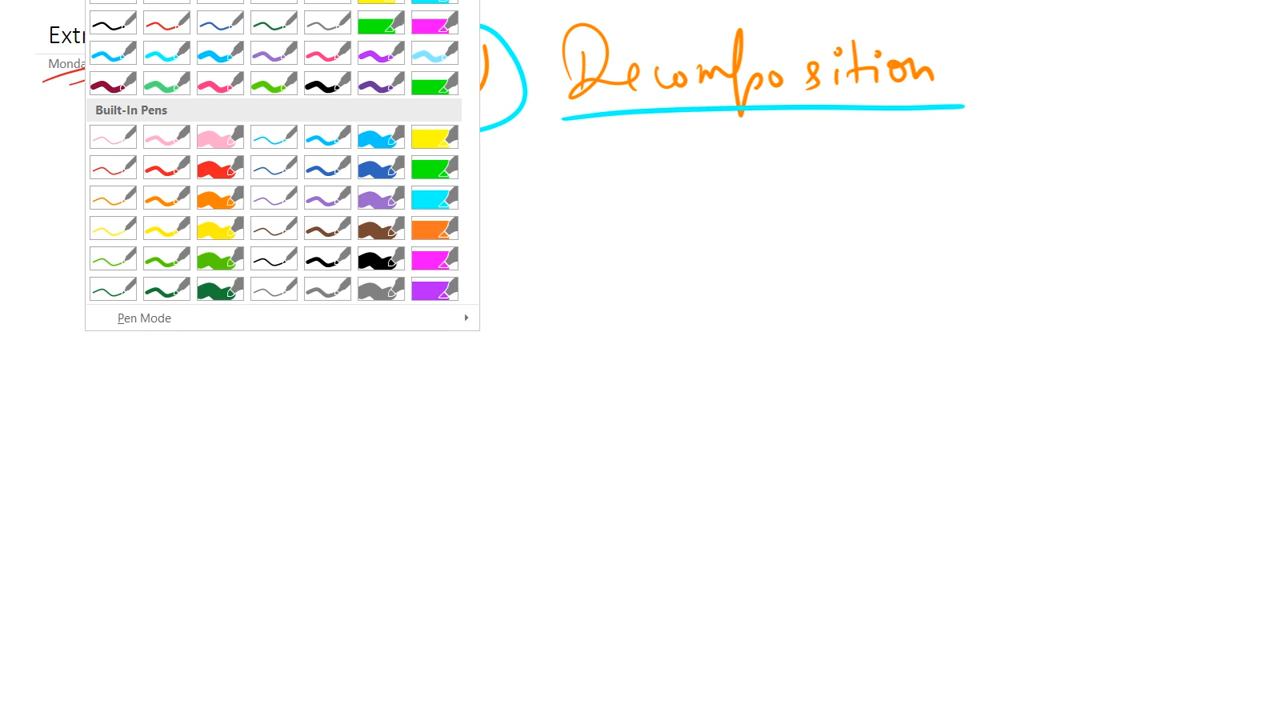 Extr
Monda
) Decomposition
Built-In Pens
Pen Mode